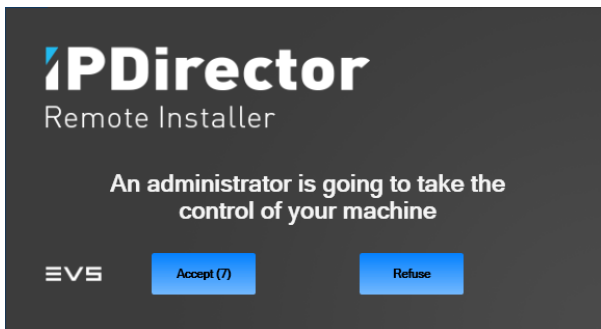 IPDirector
Remote Installer
An administrator is going to take the
control of your machine
EVS
Accept (7)
Refuse